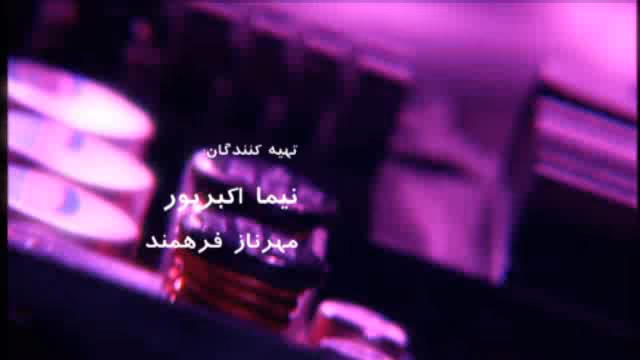 تهیه کنندگان
نیما اکبرپور
مهرناز فرهمند